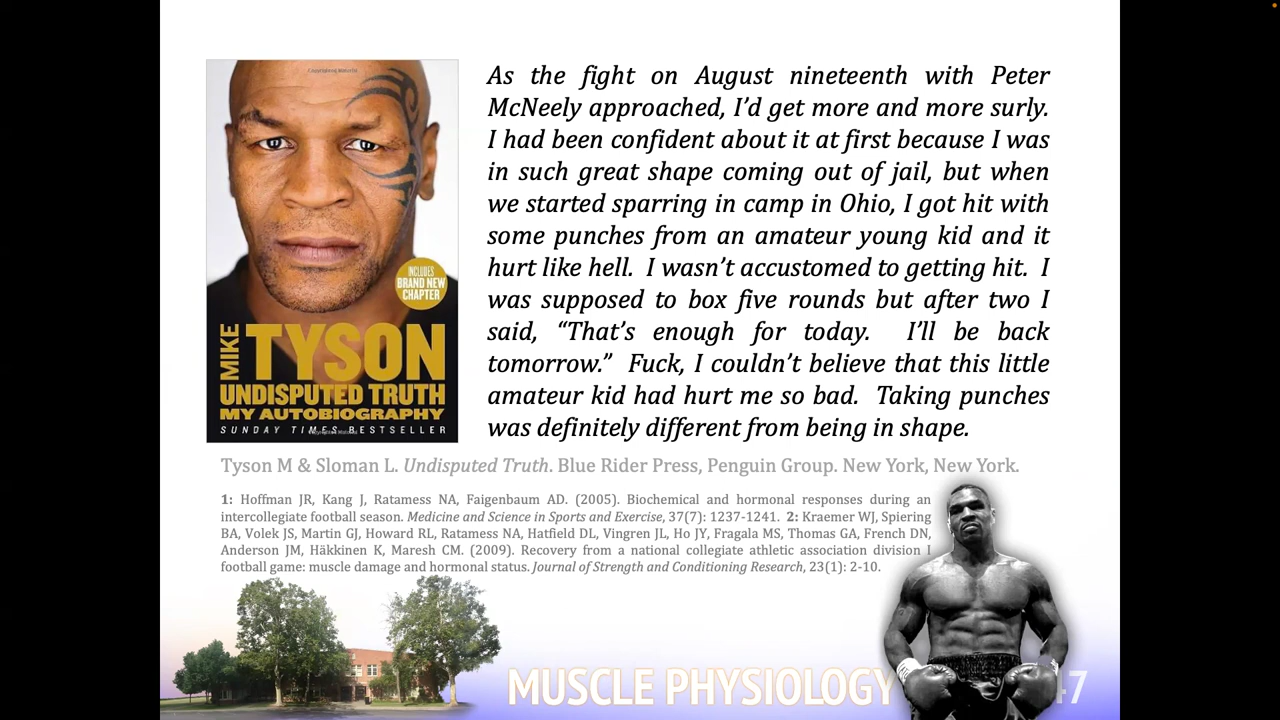 As the fight on August nineteenth with Peter
McNeely approached, I’d get more and more surly.
I had been confident about it at first because I was
in such great shape coming out of jail, but when
we started sparring in camp in Ohio, I got hit with
some punches from an amateur young kid and it
hurt like hell.  I wasn’t accustomed to getting hit.  I
was supposed to box five rounds but after two I
said, “That’s enough for today.  I’ll be back
tomorrow.”  Fuck, I couldn’t believe that this little
amateur kid had hurt me so bad.  Taking punches
was definitely different from being in shape.
Copyrighted Material
INCLUDES
BRAND NEW
CHAPTER
MIKE
TYSON
UNDISPUTED TRUTH
MY AUTOBIOGRAPHY
SUNDAY TIMES BESTSELLER
Tyson M & Sloman L. Undisputed Truth. Blue Rider Press, Penguin Group. New York, New York.
1: Hoffman JR, Kang J, Ratamess NA, Faigenbaum AD. (2005). Biochemical and hormonal responses during an
intercollegiate football season. Medicine and Science in Sports and Exercise, 37(7): 1237-1241.  2: Kraemer WJ, Spiering
BA, Volek JS, Martin GJ, Howard RL, Ratamess NA, Hatfield DL, Vingren JL, Ho JY, Fragala MS, Thomas GA, French DN,
Anderson JM, Häkkinen K, Maresh CM. (2009). Recovery from a national collegiate athletic association division I
football game: muscle damage and hormonal status. Journal of Strength and Conditioning Research, 23(1): 2-10.
MUSCLE PHYSIOLOGY